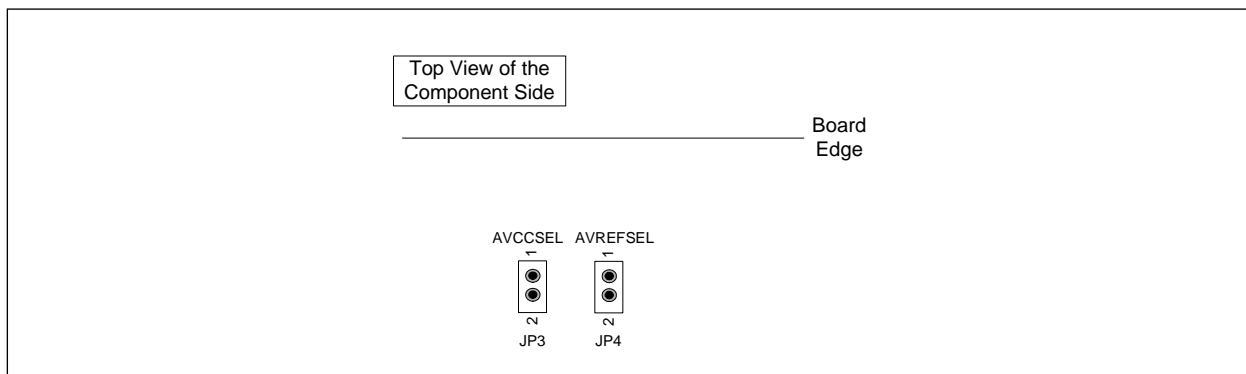 Top View of the
Component Side
Board
Edge
AVCCSEL AVREFSEL
1 1
2 2
JP3 JP4